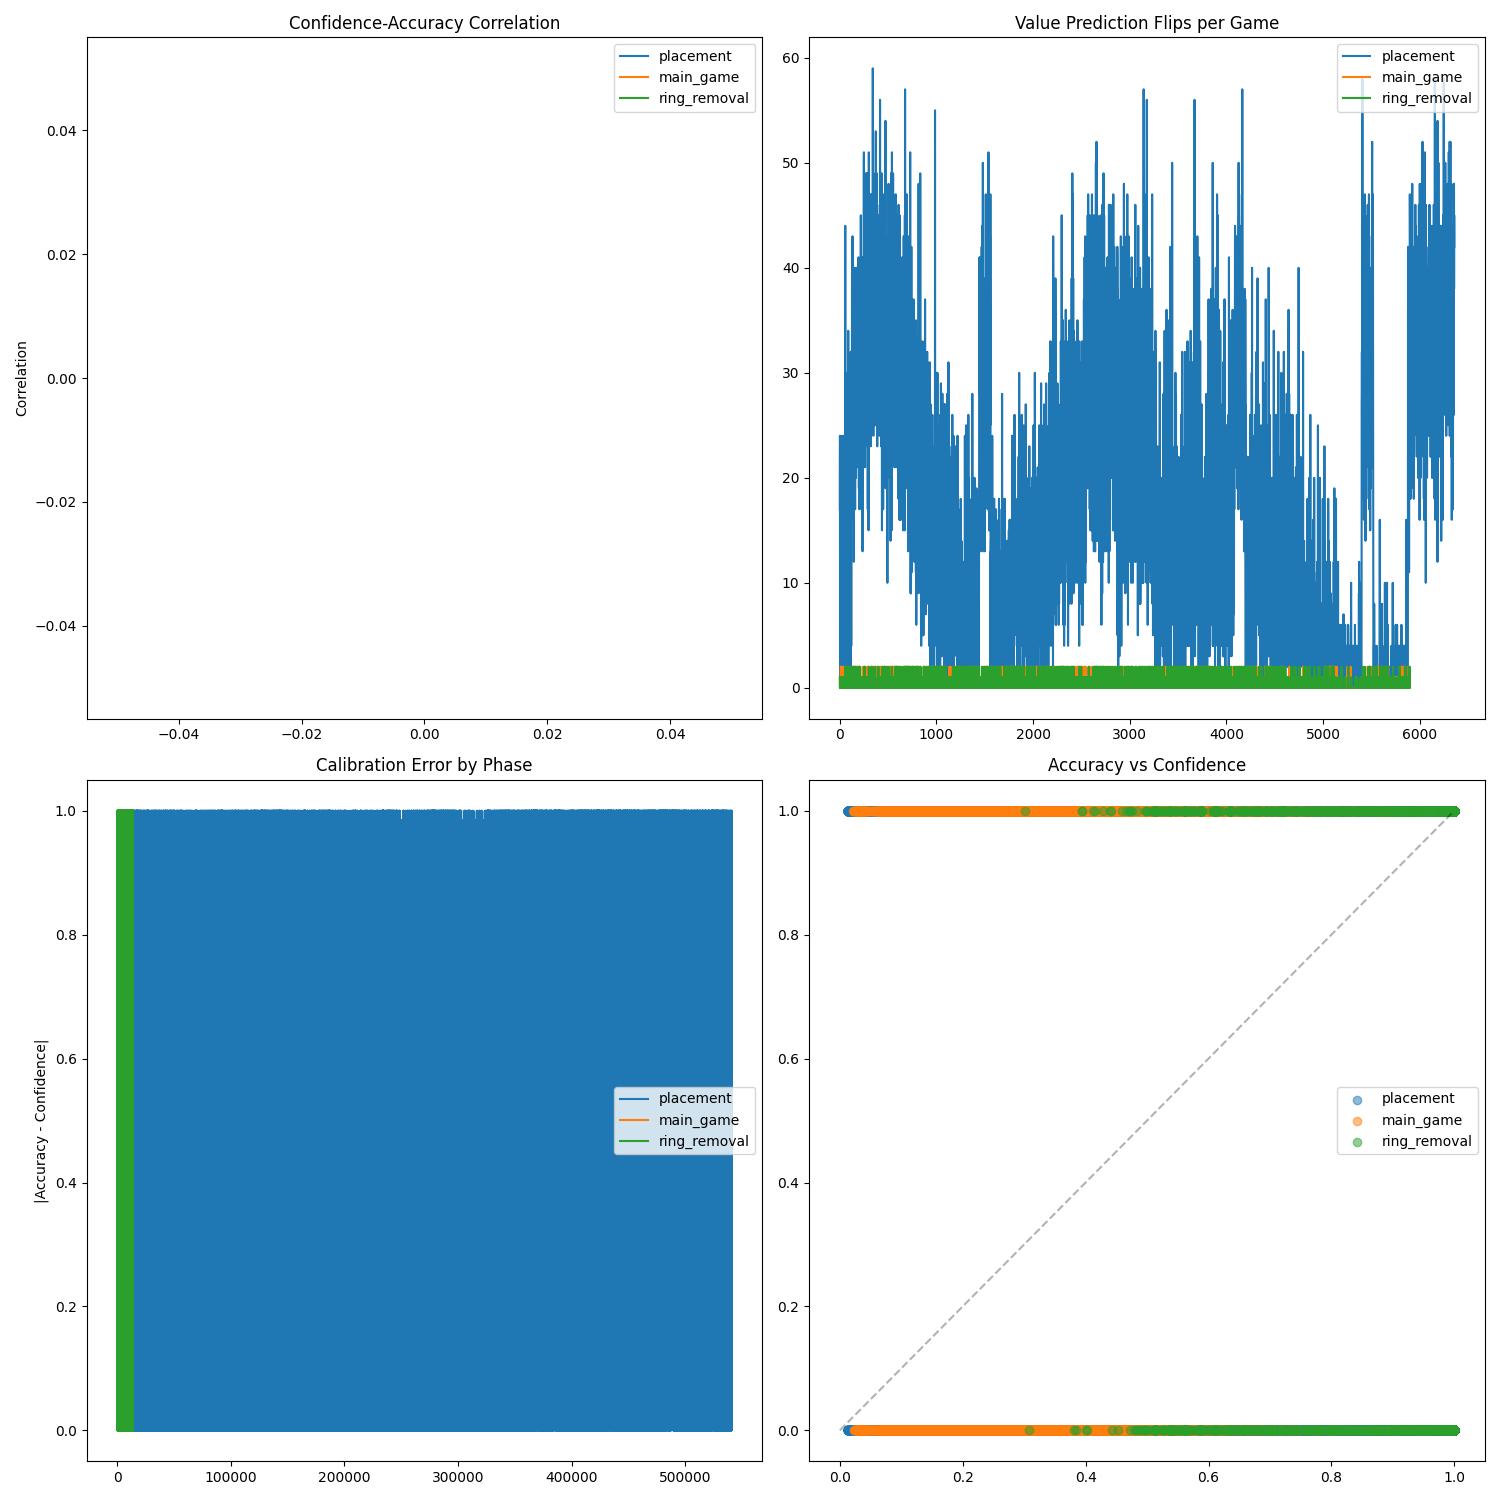 Confidence-Accuracy Correlation
placement
main_game
ring_removal
0.04
0.02
0.00
−0.02
−0.04
Correlation
−0.04 −0.02 0.00 0.02 0.04
Value Prediction Flips per Game
placement
main_game
ring_removal
60
50
40
30
20
10
0
0 1000 2000 3000 4000 5000 6000
Calibration Error by Phase
1.0
0.8
0.6
0.4
0.2
0.0
|Accuracy - Confidence|
placement
main_game
ring_removal
0 100000 200000 300000 400000 500000
Accuracy vs Confidence
1.0
0.8
0.6
0.4
0.2
0.0
placement
main_game
ring_removal
0.0 0.2 0.4 0.6 0.8 1.0